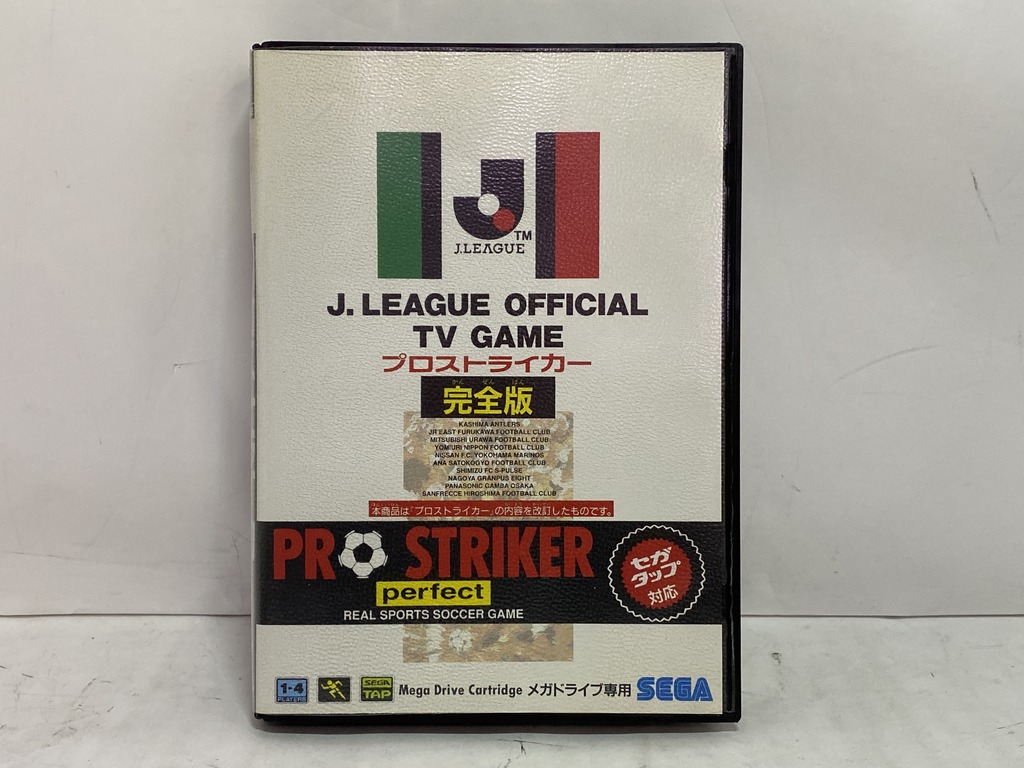 J.LEAGUE TM
J. LEAGUE OFFICIAL
TV GAME
プロストライカー
かん ぜん ばん
完全版
KASHIMA ANTLERS
JR EAST FURUKAWA FOOTBALL CLUB
MITSUBISHI URAWA FOOTBALL CLUB
YOMIURI NIPPON FOOTBALL CLUB
NISSAN F.C. YOKOHAMA MARINOS
ANA SATOKOGYO FOOTBALL CLUB
SHIMIZU FC S-PULSE
NAGOYA GRANPUS EIGHT
PANASONIC GAMBA OSAKA
SANFRECCE HIROSHIMA FOOTBALL CLUB
本商品は「プロストライカー」の内容を改訂したものです。
PRO STRIKER
perfect
REAL SPORTS SOCCER GAME
セガ
タップ
対応
1-4
PLAYERS
SEGA
TAP
Mega Drive Cartridge メガドライブ専用 SEGA